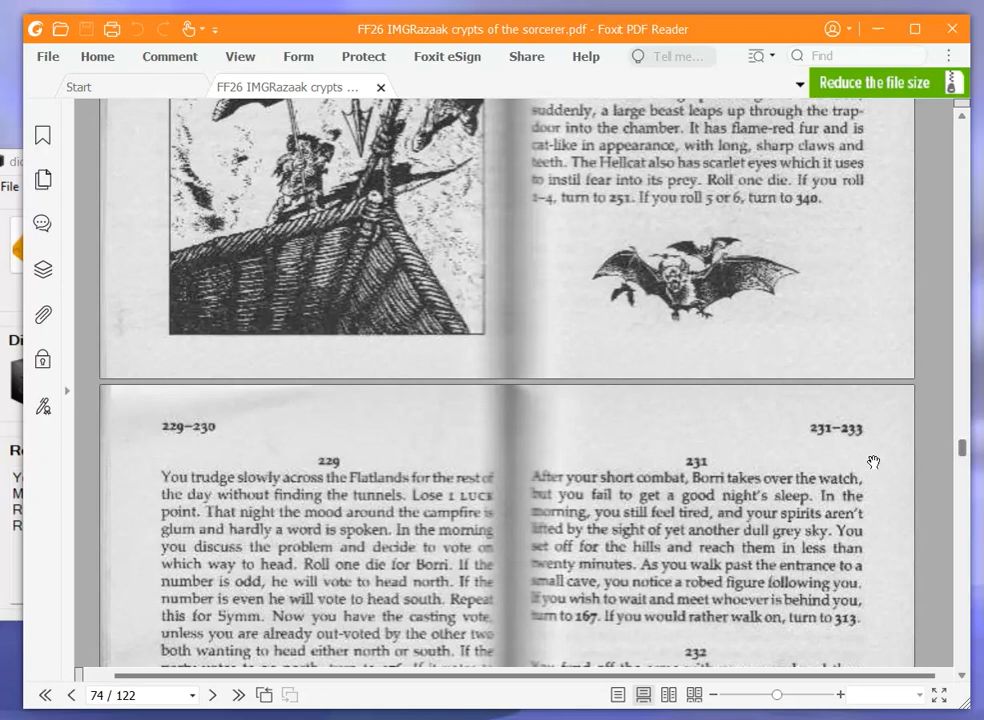 FF26 IMGRazaak crypts of the sorcerer.pdf - Foxit PDF Reader
File Home Comment View Form Protect Foxit eSign Share Help Tell me... Find
Start FF26 IMGRazaak crypts ... Reduce the file size
File
suddenly, a large beast leaps up through the trap-
door into the chamber. It has flame-red fur and is
cat-like in appearance, with long, sharp claws and
teeth. The Hellcat also has scarlet eyes which it uses
to instil fear into its prey. Roll one die. If you roll
1–4, turn to 251. If you roll 5 or 6, turn to 340.
229–230
229
You trudge slowly across the Flatlands for the rest of
the day without finding the tunnels. Lose 1 LUCK
point. That night the mood around the campfire is
glum and hardly a word is spoken. In the morning
you discuss the problem and decide to vote on
which way to head. Roll one die for Borri. If the
number is odd, he will vote to head north. If the
number is even he will vote to head south. Repeat
this for Symm. Now you have the casting vote,
unless you are already out-voted by the other two
both wanting to head either north or south. If the
231–233
231
After your short combat, Borri takes over the watch,
but you fail to get a good night's sleep. In the
morning, you still feel tired, and your spirits aren't
lifted by the sight of yet another dull grey sky. You
set off for the hills and reach them in less than
twenty minutes. As you walk past the entrance to a
small cave, you notice a robed figure following you.
If you wish to wait and meet whoever is behind you,
turn to 167. If you would rather walk on, turn to 313.
232
74 / 122